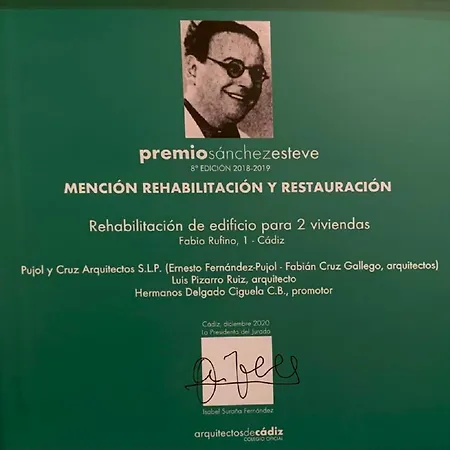 premiosánchezesteve
8ª EDICIÓN 2018-2019
MENCIÓN REHABILITACIÓN Y RESTAURACIÓN
Rehabilitación de edificio para 2 viviendas
Fabio Rufino, 1 - Cádiz
Pujol y Cruz Arquitectos S.L.P. (Ernesto Fernández-Pujol - Fabián Cruz Gallego, arquitectos)
Luis Pizarro Ruiz, arquitecto
Hermanos Delgado Ciguela C.B., promotor
Cádiz, diciembre 2020
La Presidenta del Jurado
Isabel Suraña Fernández
arquitectosdecádiz
COLEGIO OFICIAL